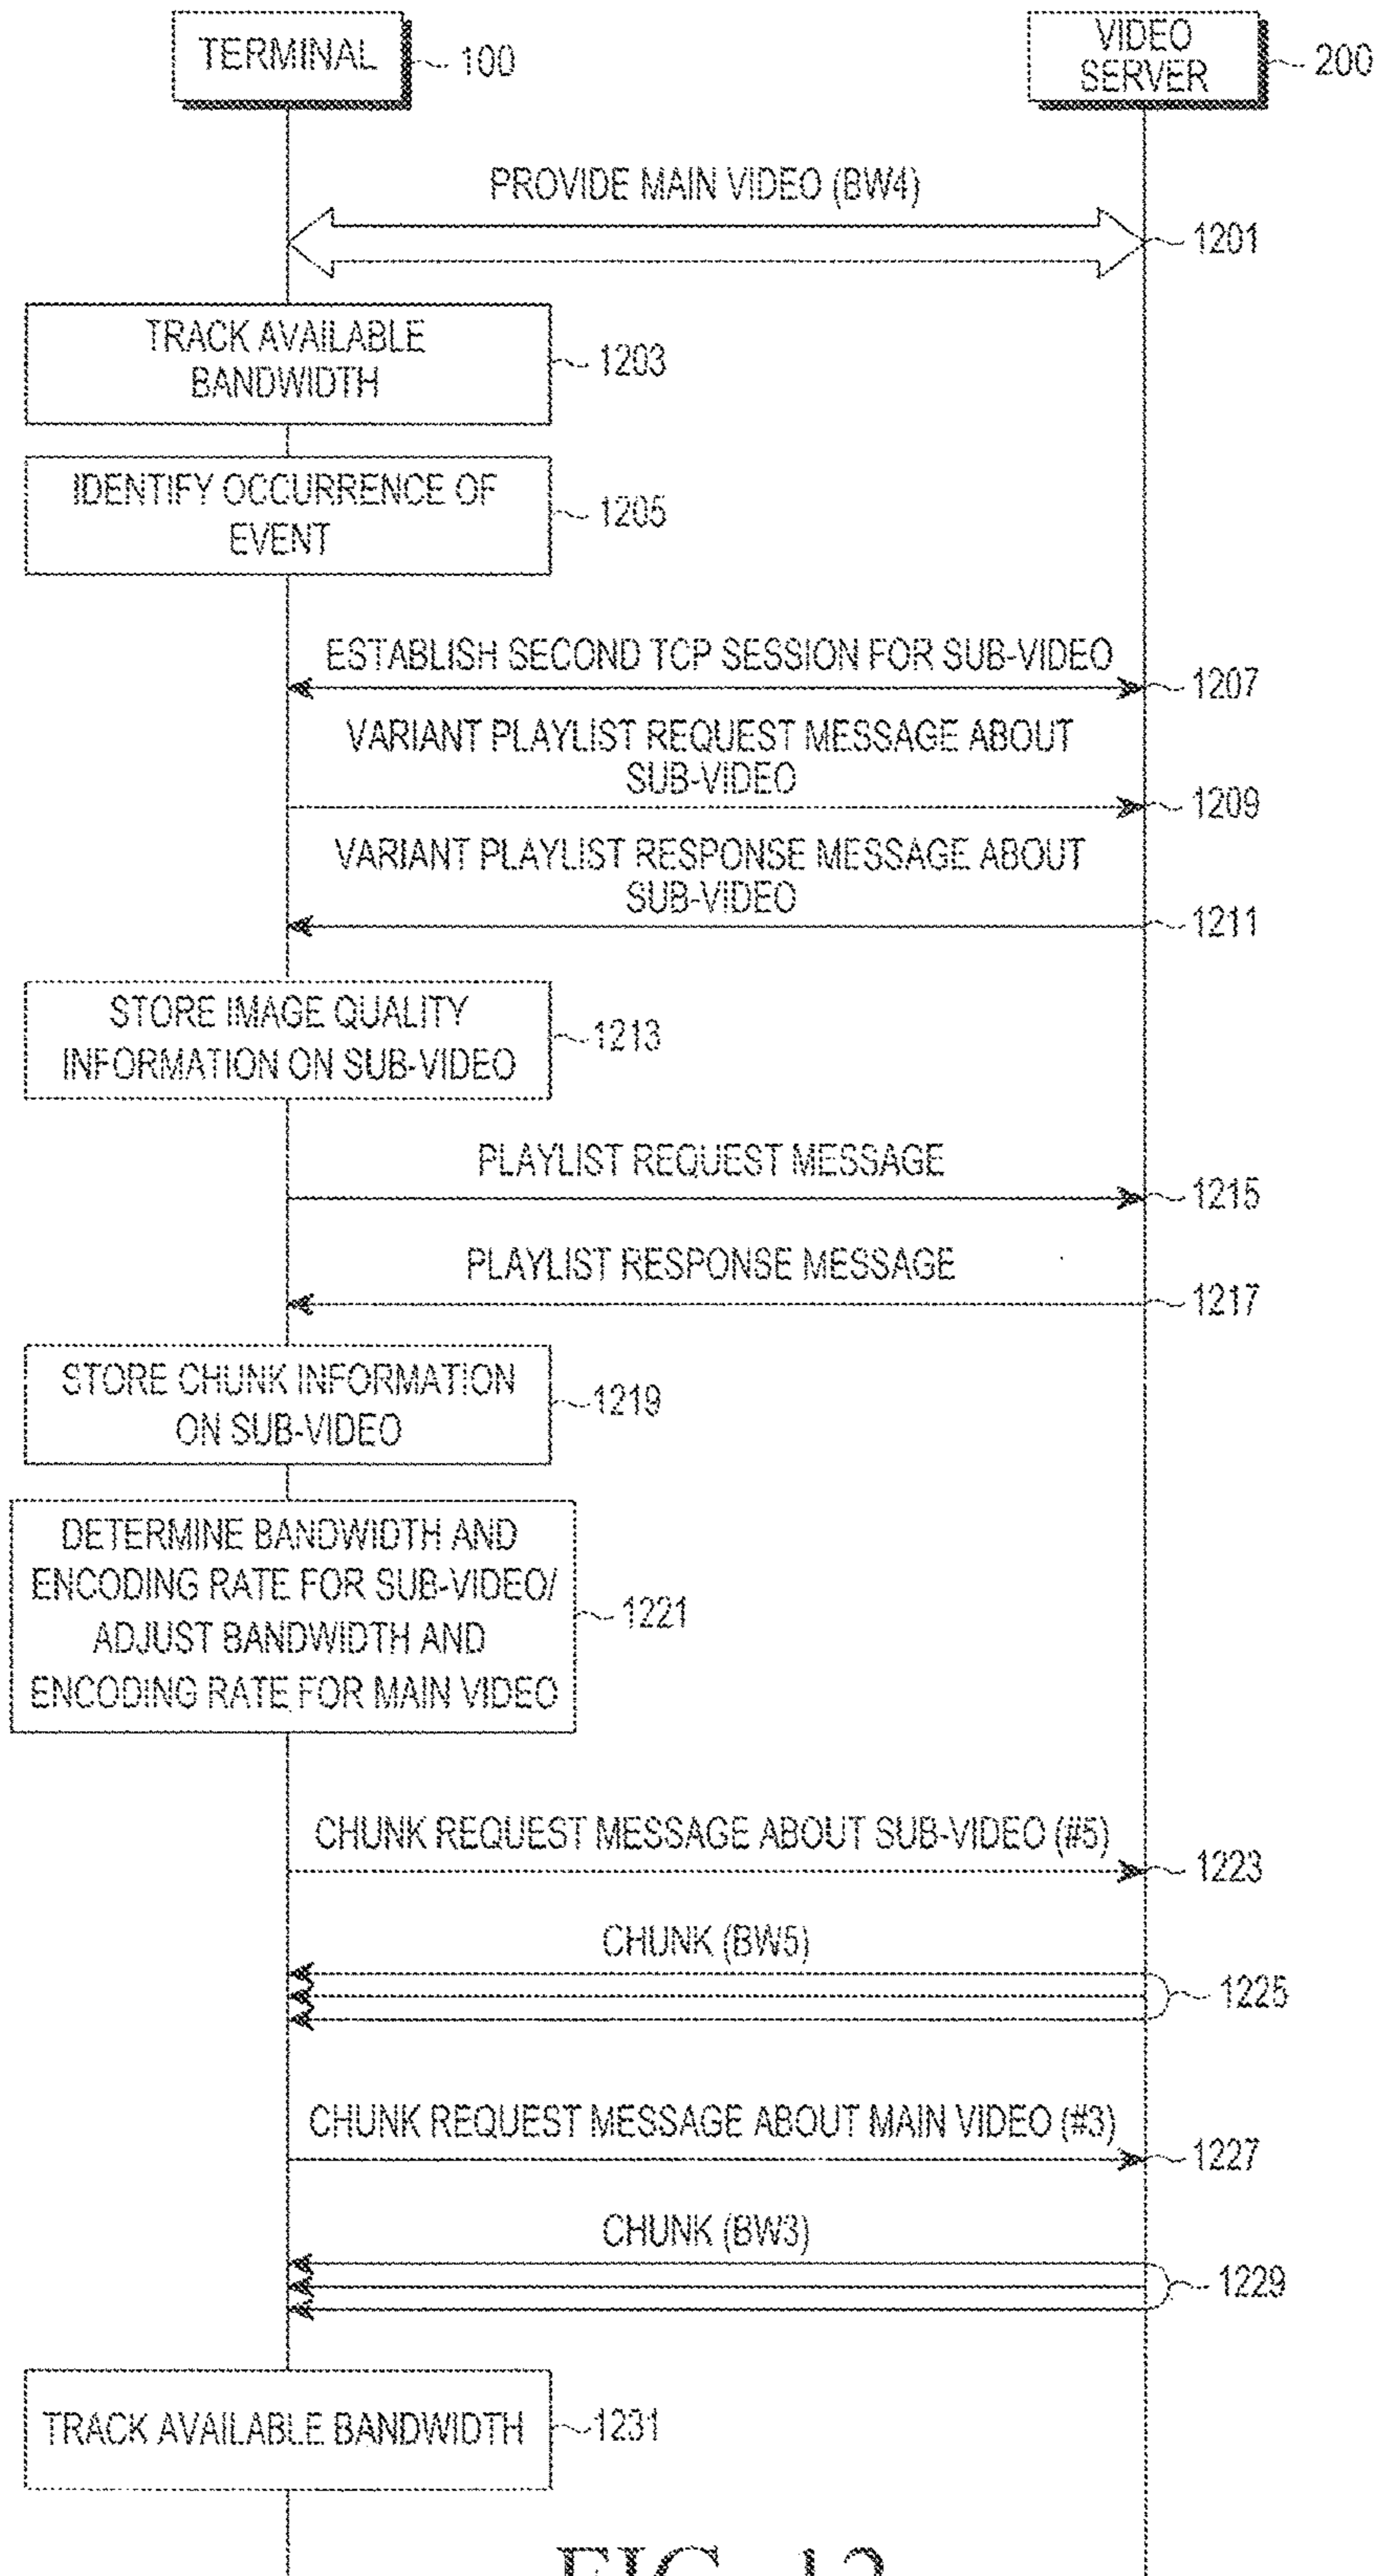 TERMINAL
100
VIDEO
SERVER
200
PROVIDE MAIN VIDEO (BW4)
1201
TRACK AVAILABLE
BANDWIDTH
1203
IDENTIFY OCCURRENCE OF
EVENT
1205
ESTABLISH SECOND TCP SESSION FOR SUB-VIDEO
1207
VARIANT PLAYLIST REQUEST MESSAGE ABOUT
SUB-VIDEO
1209
VARIANT PLAYLIST RESPONSE MESSAGE ABOUT
SUB-VIDEO
1211
STORE IMAGE QUALITY
INFORMATION ON SUB-VIDEO
1213
PLAYLIST REQUEST MESSAGE
1215
PLAYLIST RESPONSE MESSAGE
1217
STORE CHUNK INFORMATION
ON SUB-VIDEO
1219
DETERMINE BANDWIDTH AND
ENCODING RATE FOR SUB-VIDEO/
ADJUST BANDWIDTH AND
ENCODING RATE FOR MAIN VIDEO
1221
CHUNK REQUEST MESSAGE ABOUT SUB-VIDEO (#5)
1223
CHUNK (BW5)
1225
CHUNK REQUEST MESSAGE ABOUT MAIN VIDEO (#3)
1227
CHUNK (BW3)
1229
TRACK AVAILABLE BANDWIDTH
1231
FIG. 12